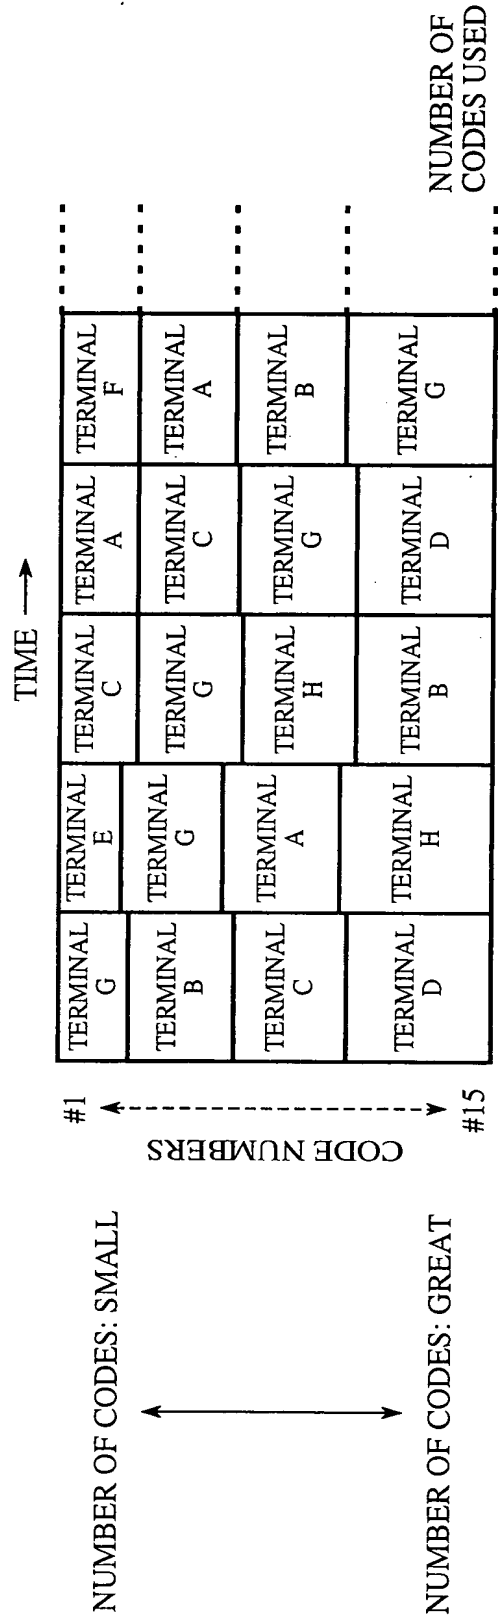 TIME
NUMBER OF CODES: SMALL
NUMBER OF CODES: GREAT
CODE NUMBERS
#1
#15
TERMINAL
G
TERMINAL
B
TERMINAL
C
TERMINAL
D
TERMINAL
E
TERMINAL
G
TERMINAL
A
TERMINAL
H
TERMINAL
C
TERMINAL
G
TERMINAL
H
TERMINAL
B
TERMINAL
A
TERMINAL
C
TERMINAL
G
TERMINAL
D
TERMINAL
F
TERMINAL
A
TERMINAL
B
TERMINAL
G
NUMBER OF
CODES USED